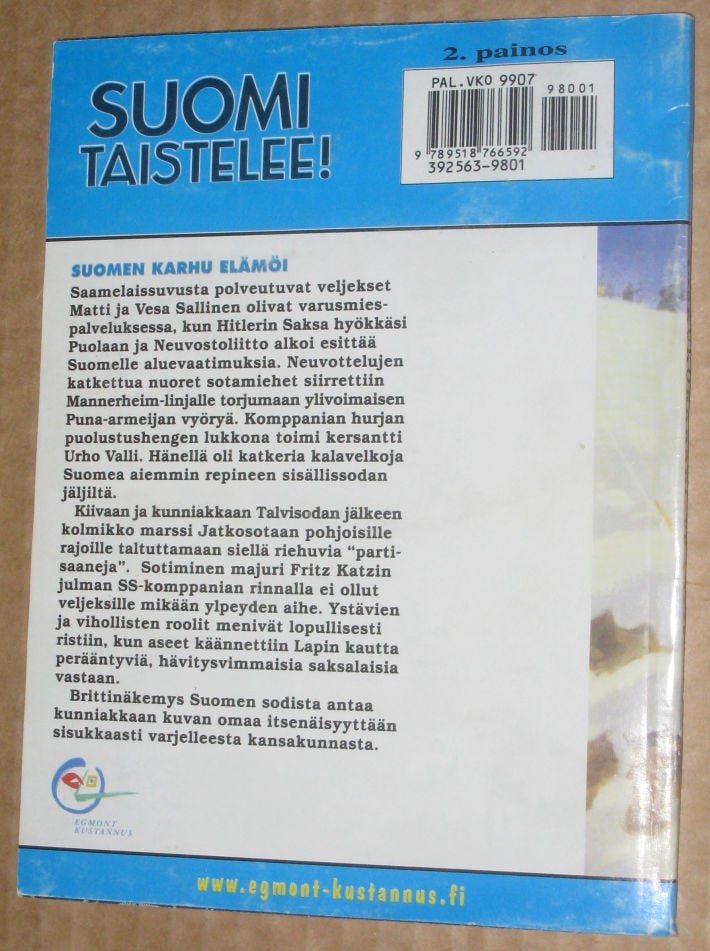 2. painos
SUOMI
TAISTELEE!
PAL.VKO 9907
98001
9 789518 766592
392563-9801
SUOMEN KARHU ELÄMÖI
Saamelaissuvusta polveutuvat veljekset
Matti ja Vesa Sallinen olivat varusmies-
palveluksessa, kun Hitlerin Saksa hyökkäsi
Puolaan ja Neuvostoliitto alkoi esittää
Suomelle aluevaatimuksia. Neuvottelujen
katkettua nuoret sotamiehet siirrettiin
Mannerheim-linjalle torjumaan ylivoimaisen
Puna-armeijan vyöryä. Komppanian hurjan
puolustushengen lukkona toimi kersantti
Urho Valli. Hänellä oli katkeria kalavelkoja
Suomea aiemmin repineen sisällissodan
jäljiltä.
Kiivaan ja kunniakkaan Talvisodan jälkeen
kolmikko marssi Jatkosotaan pohjoisille
rajoille taltuttamaan siellä riehuvia “parti-
saaneja”. Sotiminen majuri Fritz Katzin
julman SS-komppanian rinnalla ei ollut
veljeksille mikään ylpeyden aihe. Ystävien
ja vihollisten roolit menivät lopullisesti
ristiin, kun aseet käännettiin Lapin kautta
perääntyviä, hävitysvimmaisia saksalaisia
vastaan.
Brittinäkemys Suomen sodista antaa
kunniakkaan kuvan omaa itsenäisyyttään
sisukkaasti varjelleesta kansakunnasta.
EGMONT
KUSTANNUS
www.egmont-kustannus.fi